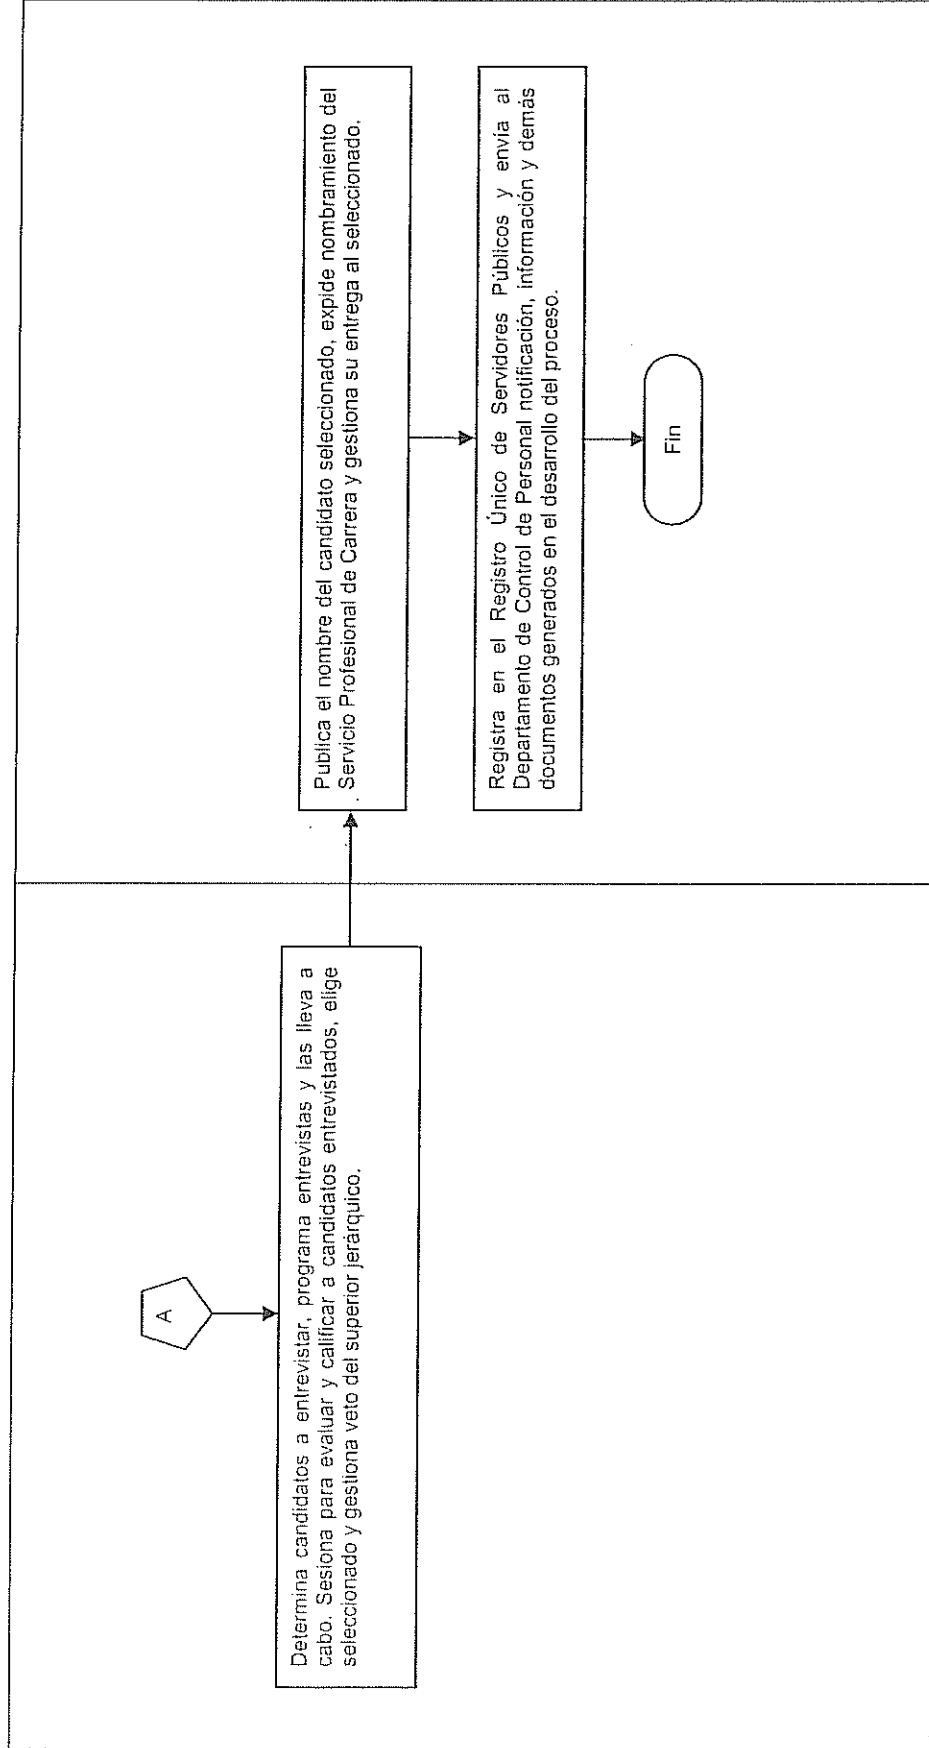 A
Determina candidatos a entrevistar, programa entrevistas y las lleva a
cabo. Sesiona para evaluar y calificar a candidatos entrevistados, elige
seleccionado y gestiona veto del superior jerárquico.
Publica el nombre del candidato seleccionado, expide nombramiento del
Servicio Profesional de Carrera y gestiona su entrega al seleccionado.
Registra en el Registro Único de Servidores Públicos y envía al
Departamento de Control de Personal notificación, información y demás
documentos generados en el desarrollo del proceso.
Fin